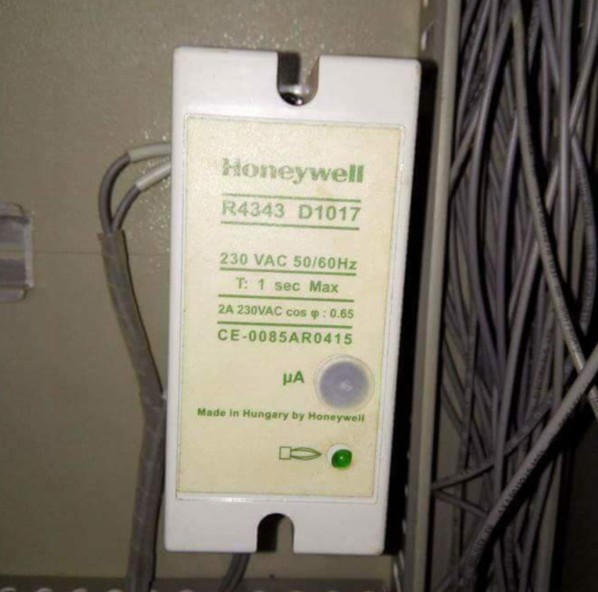 Honeywell
R4343 D1017
230 VAC 50/60Hz
T: 1 sec Max
2A 230VAC cos φ : 0.65
CE-0085AR0415
µA
Made in Hungary by Honeywell